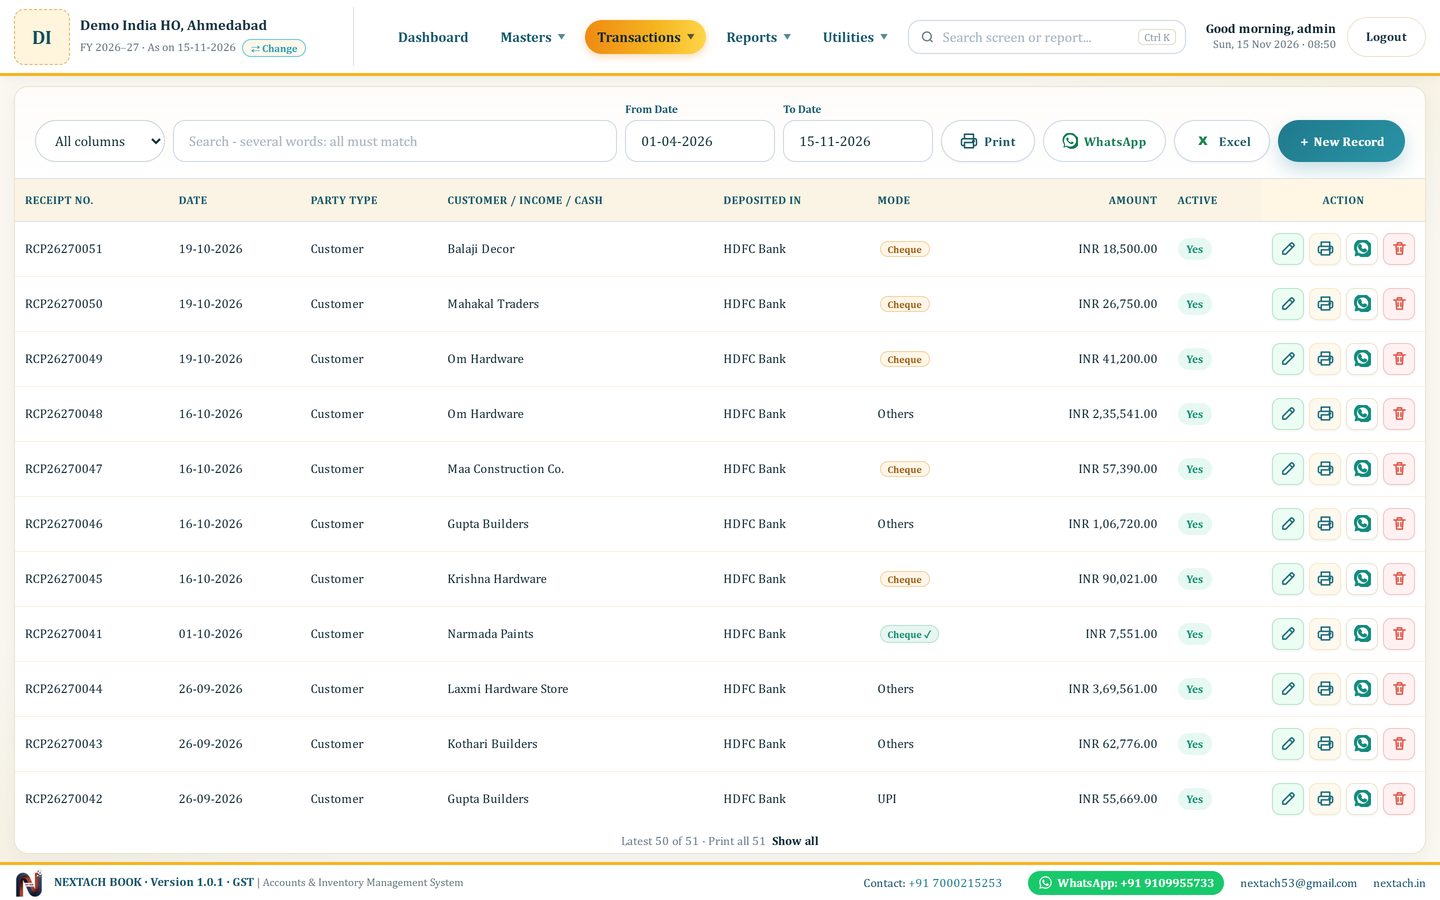 DI
Demo India HO, Ahmedabad
FY 2026–27 · As on 15-11-2026 ⇄ Change
Dashboard Masters ▼ Transactions ▼ Reports ▼ Utilities ▼
Search screen or report... Ctrl K
Good morning, admin
Sun, 15 Nov 2026 · 08:50
Logout
From Date To Date
All columns Search - several words: all must match 01-04-2026 15-11-2026 Print WhatsApp X Excel + New Record
RECEIPT NO. DATE PARTY TYPE CUSTOMER / INCOME / CASH DEPOSITED IN MODE AMOUNT ACTIVE ACTION
RCP26270051 19-10-2026 Customer Balaji Decor HDFC Bank Cheque INR 18,500.00 Yes
RCP26270050 19-10-2026 Customer Mahakal Traders HDFC Bank Cheque INR 26,750.00 Yes
RCP26270049 19-10-2026 Customer Om Hardware HDFC Bank Cheque INR 41,200.00 Yes
RCP26270048 16-10-2026 Customer Om Hardware HDFC Bank Others INR 2,35,541.00 Yes
RCP26270047 16-10-2026 Customer Maa Construction Co. HDFC Bank Cheque INR 57,390.00 Yes
RCP26270046 16-10-2026 Customer Gupta Builders HDFC Bank Others INR 1,06,720.00 Yes
RCP26270045 16-10-2026 Customer Krishna Hardware HDFC Bank Cheque INR 90,021.00 Yes
RCP26270041 01-10-2026 Customer Narmada Paints HDFC Bank Cheque ✓ INR 7,551.00 Yes
RCP26270044 26-09-2026 Customer Laxmi Hardware Store HDFC Bank Others INR 3,69,561.00 Yes
RCP26270043 26-09-2026 Customer Kothari Builders HDFC Bank Others INR 62,776.00 Yes
RCP26270042 26-09-2026 Customer Gupta Builders HDFC Bank UPI INR 55,669.00 Yes
Latest 50 of 51 · Print all 51 Show all
N NEXTACH BOOK · Version 1.0.1 · GST | Accounts & Inventory Management System Contact: +91 7000215253 WhatsApp: +91 9109955733 nextach53@gmail.com nextach.in